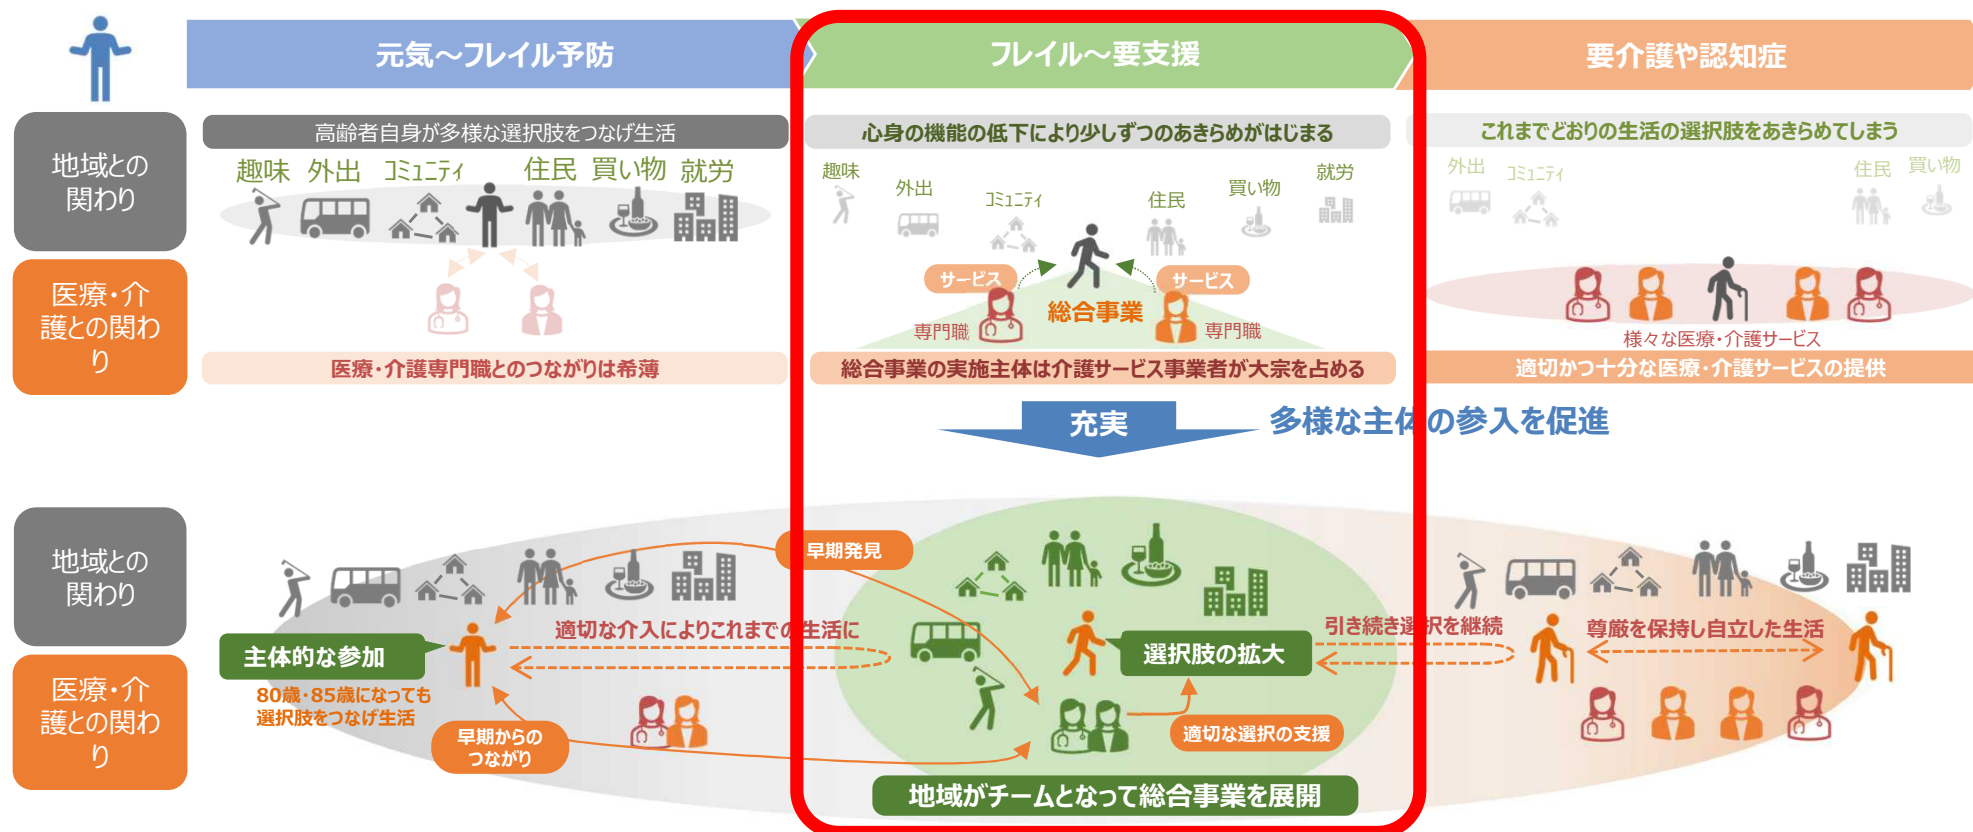 元気～フレイル予防
フレイル～要支援
要介護や認知症
地域との
関わり
高齢者自身が多様な選択肢をつなげ生活
趣味 外出 コミュニティ 住民 買い物 就労
心身の機能の低下により少しずつのあきらめがはじまる
趣味
外出
コミュニティ
住民
買い物
就労
これまでどおりの生活の選択肢をあきらめてしまう
外出
コミュニティ
住民
買い物
医療・介
護との関わ
り
医療・介護専門職とのつながりは希薄
サービス
サービス
総合事業
専門職
専門職
総合事業の実施主体は介護サービス事業者が大宗を占める
様々な医療・介護サービス
適切かつ十分な医療・介護サービスの提供
充実
多様な主体の参入を促進
地域との
関わり
早期発見
適切な介入によりこれまでの生活に
主体的な参加
80歳・85歳になっても
選択肢をつなげ生活
医療・介
護との関わ
り
早期からの
つながり
選択肢の拡大
適切な選択の支援
引き続き選択を継続
尊厳を保持し自立した生活
地域がチームとなって総合事業を展開